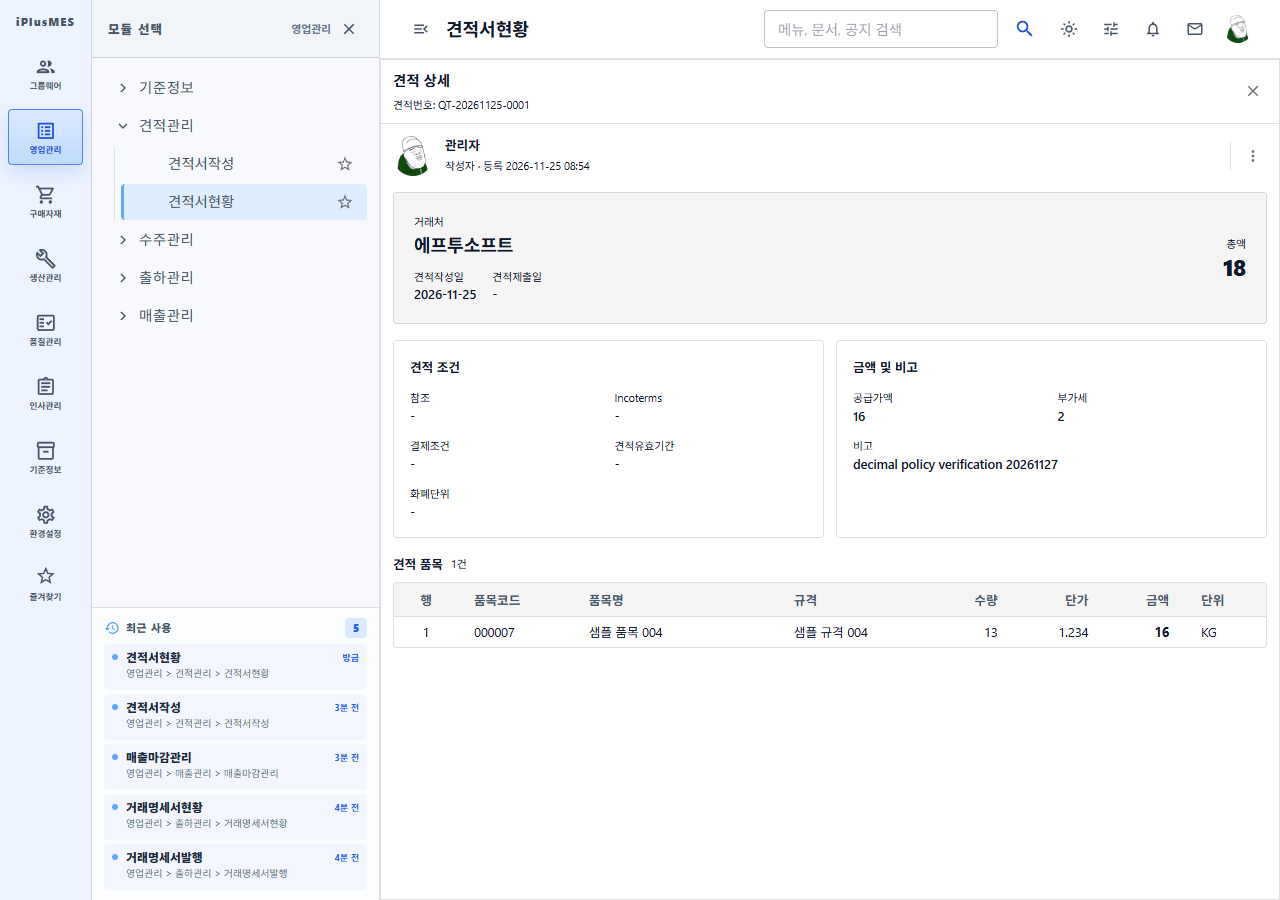 iPlusMES
그룹웨어
영업관리
구매자재
생산관리
품질관리
인사관리
기준정보
환경설정
즐겨찾기
모듈 선택
영업관리
기준정보
견적관리
견적서작성
견적서현황
수주관리
출하관리
매출관리
최근 사용
5
견적서현황
방금
영업관리 > 견적관리 > 견적서현황
견적서작성
3분 전
영업관리 > 견적관리 > 견적서작성
매출마감관리
3분 전
영업관리 > 매출관리 > 매출마감관리
거래명세서현황
4분 전
영업관리 > 출하관리 > 거래명세서현황
거래명세서발행
4분 전
영업관리 > 출하관리 > 거래명세서발행
견적서현황
메뉴, 문서, 공지 검색
견적 상세
견적번호: QT-20261125-0001
관리자
작성자 · 등록 2026-11-25 08:54
거래처
에프투소프트
견적작성일 견적제출일
2026-11-25 -
총액
18
견적 조건
참조 Incoterms
- -
결제조건 견적유효기간
- -
화폐단위
-
금액 및 비고
공급가액 부가세
16 2
비고
decimal policy verification 20261127
견적 품목 1건
행 품목코드 품목명 규격 수량 단가 금액 단위
1 000007 샘플 품목 004 샘플 규격 004 13 1.234 16 KG